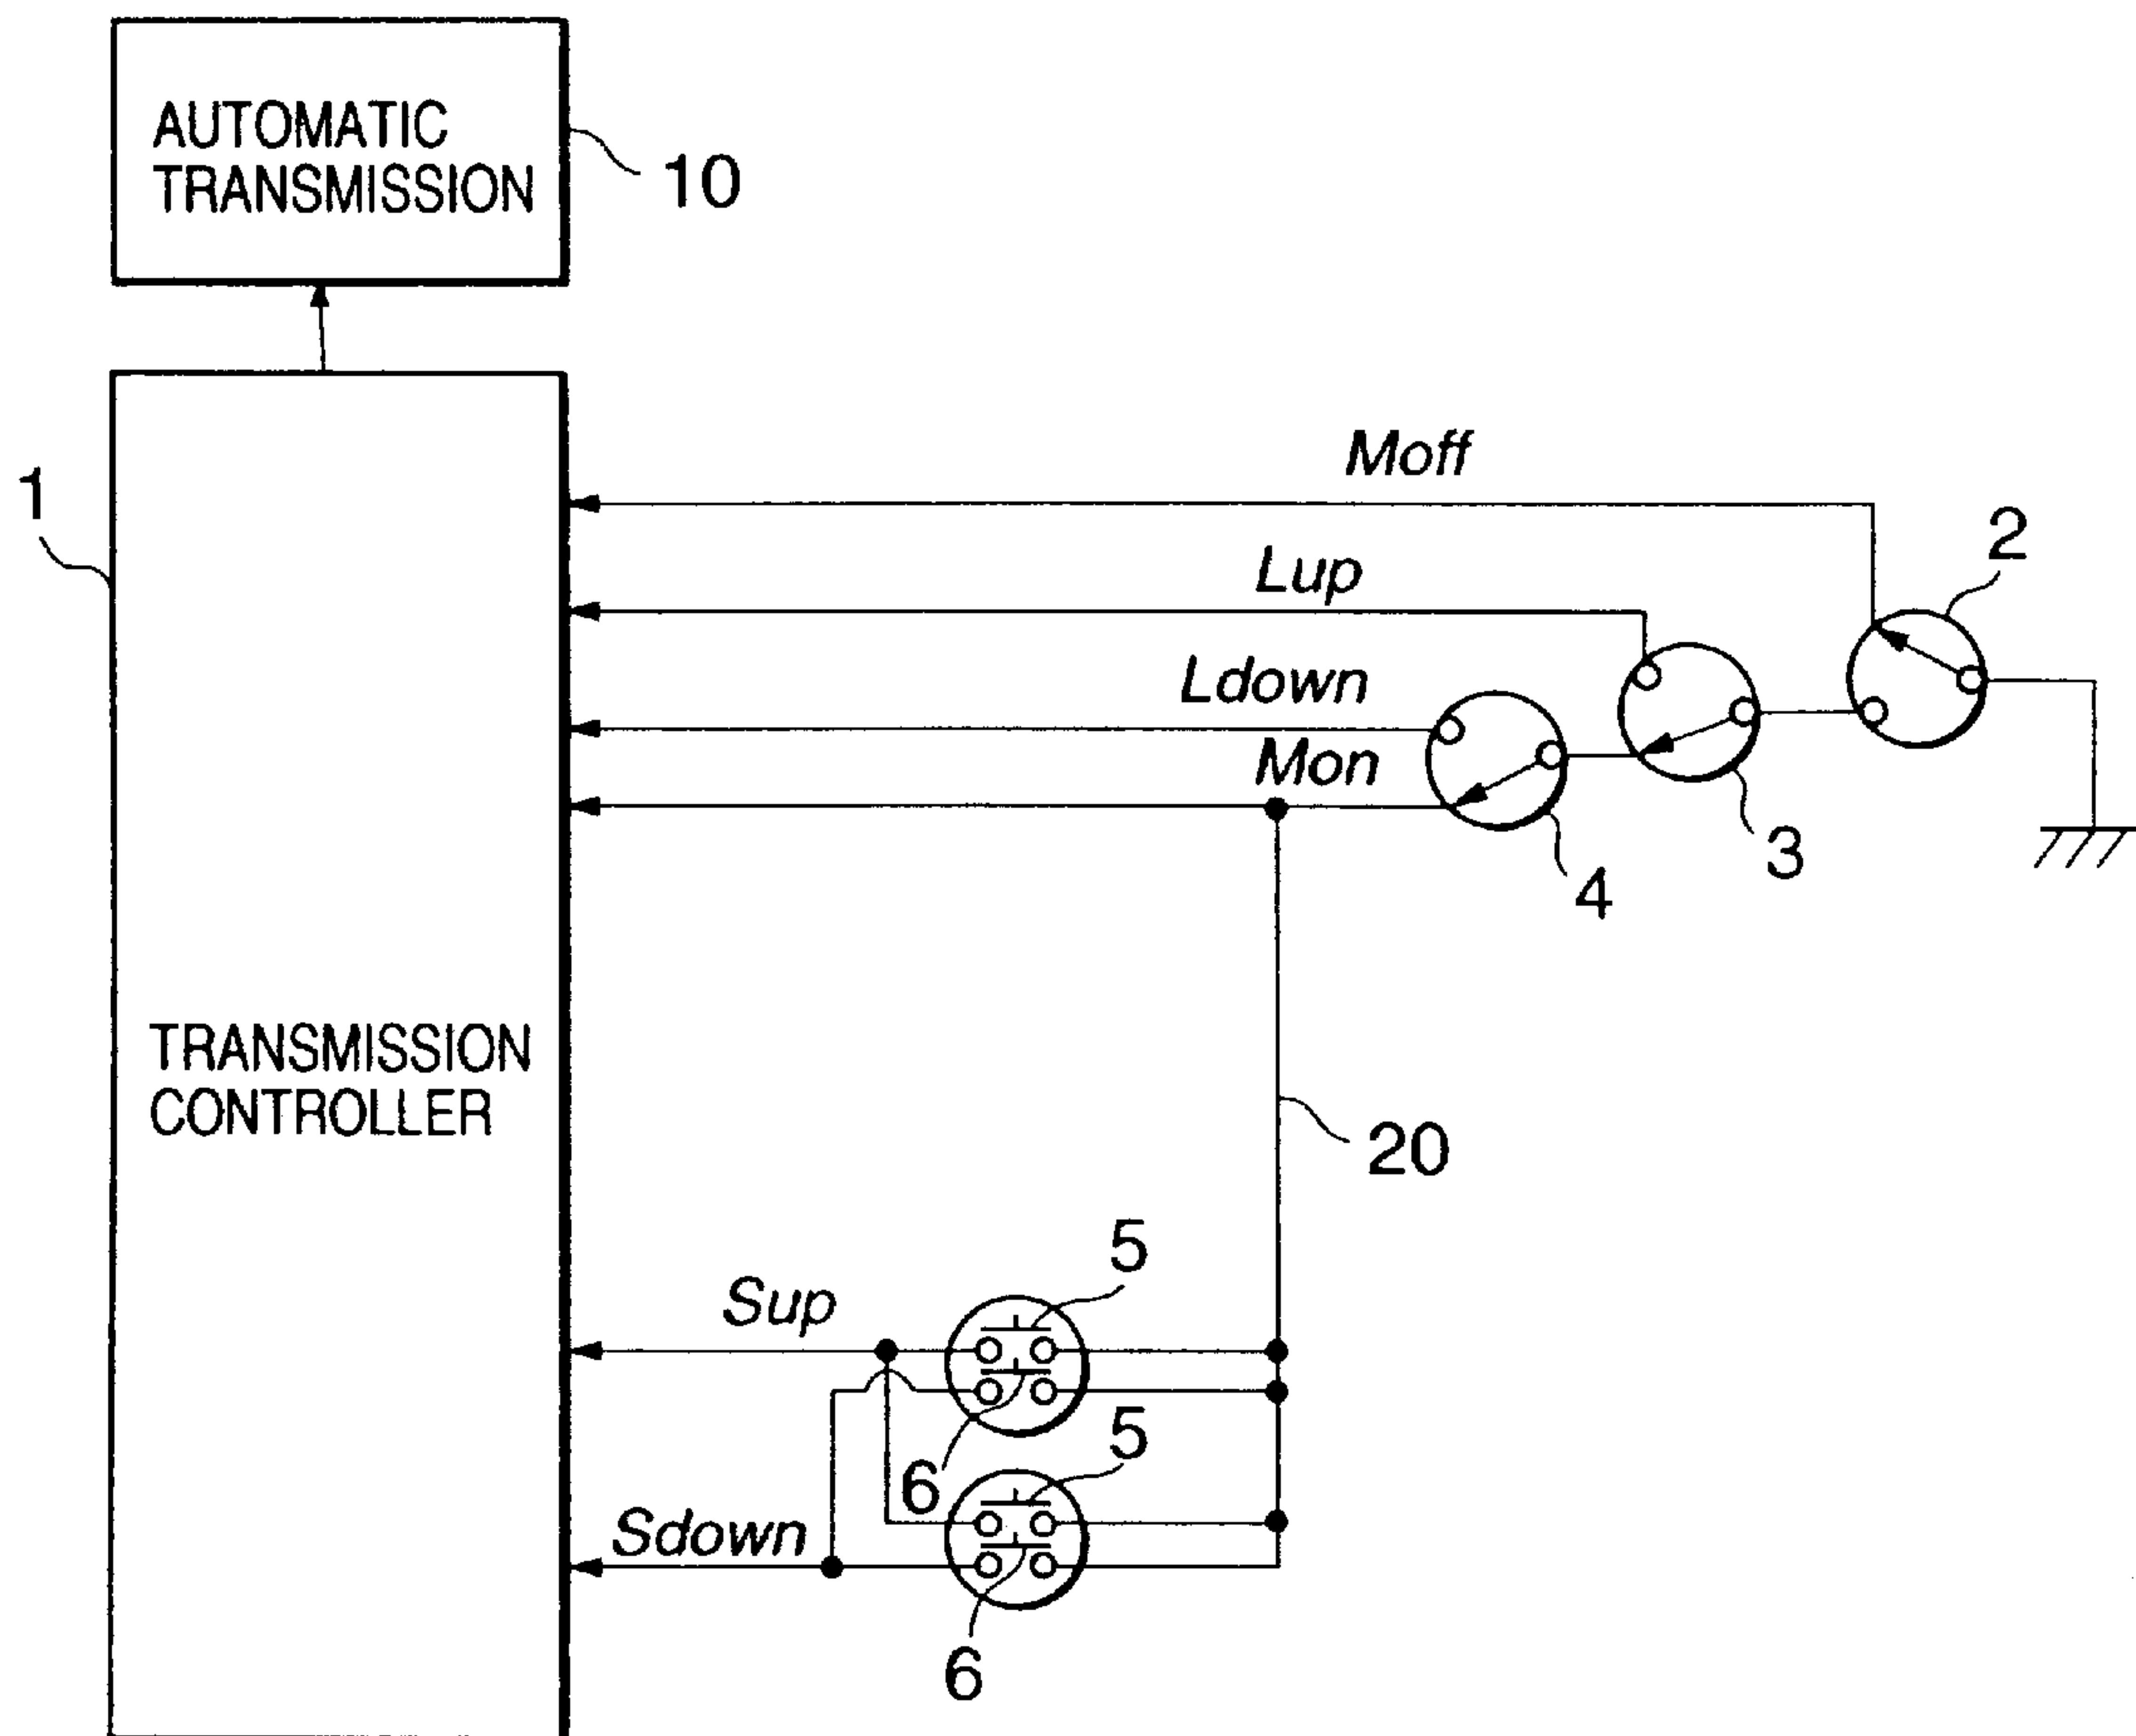 AUTOMATIC
TRANSMISSION
10
1
Moff
2
Lup
Ldown
Mon
3
4
TRANSMISSION
CONTROLLER
20
5
Sup
5
6
Sdown
6